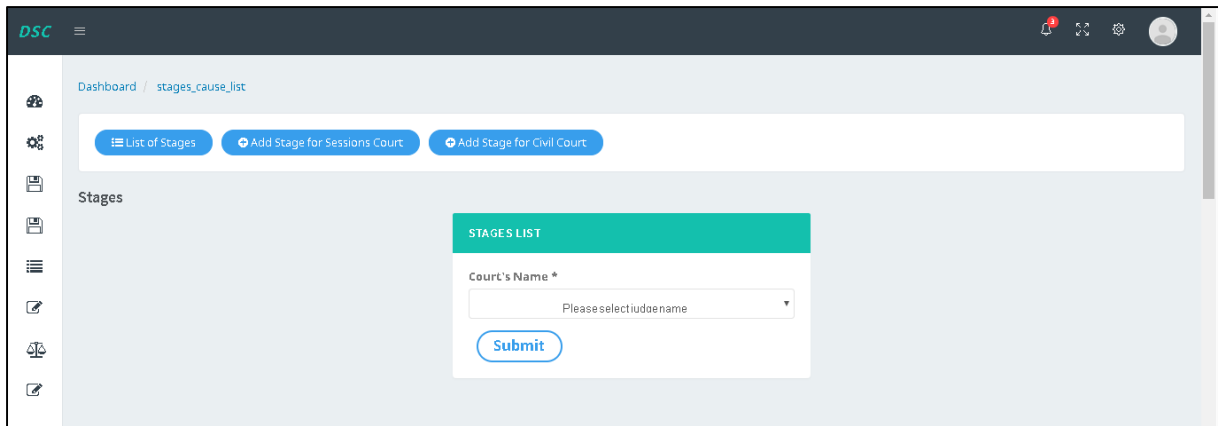 DSC
3
Dashboard / stages_cause_list
List of Stages Add Stage for Sessions Court Add Stage for Civil Court
Stages
STAGES LIST
Court's Name *
Please select judge name
Submit